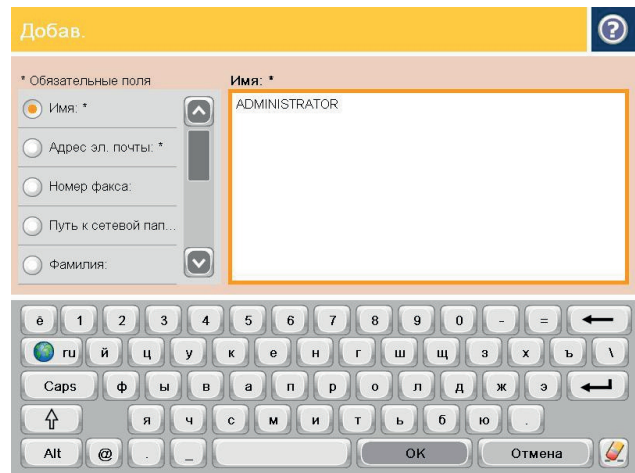 Добав.
* Обязательные поля
Имя: *
Имя: *
ADMINISTRATOR
Адрес эл. почты: *
Номер факса:
Путь к сетевой пап...
Фамилия:
ё 1 2 3 4 5 6 7 8 9 0 - =
ru й ц у к е н г ш щ з х ъ \
Caps ф ы в а п р о л д ж э
я ч с м и т ь б ю .
Alt @ . _ OK Отмена